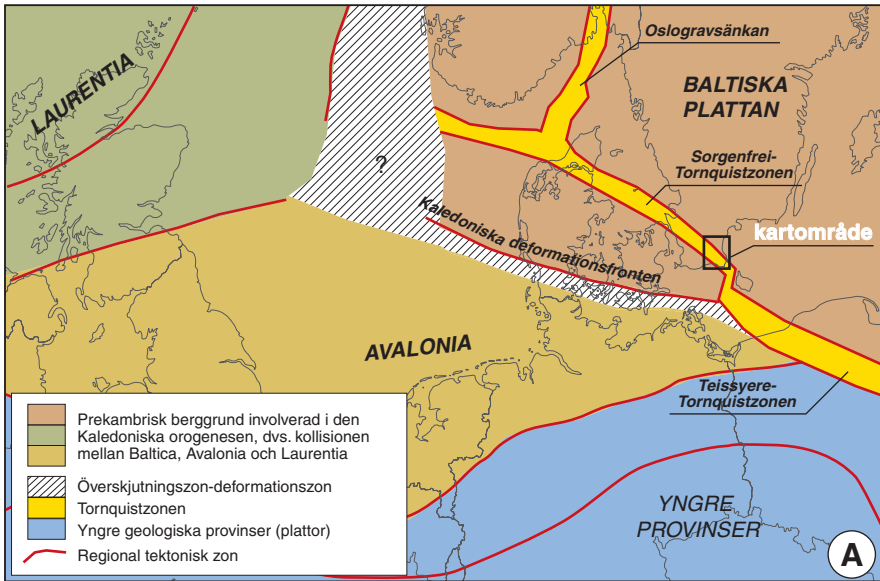 Oslogravsänkan
LAURENTIA
BALTISKA
PLATTAN
?
Sorgenfrei-
Tornquistzonen
Kaledoniska deformationsfronten
kartområde
AVALONIA
Teissyere-
Tornquistzonen
Prekambrisk berggrund involverad i den
Kaledoniska orogenesen, dvs. kollisionen
mellan Baltica, Avalonia och Laurentia
Överskjutningszon-deformationszon
Tornquistzonen
Yngre geologiska provinser (plattor)
Regional tektonisk zon
YNGRE
PROVINSER
A